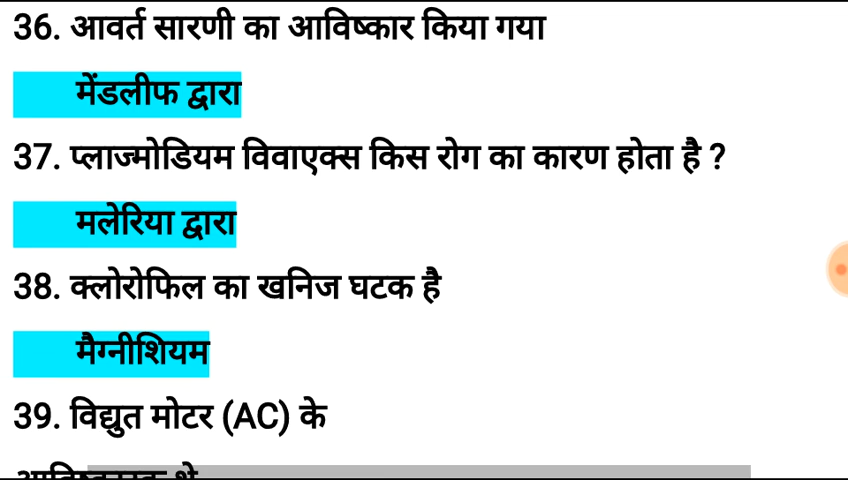 36. आवर्त सारणी का आविष्कार किया गया
मेंडलीफ द्वारा
37. प्लाज्मोडियम विवाएक्स किस रोग का कारण होता है ?
मलेरिया द्वारा
38. क्लोरोफिल का खनिज घटक है
मैग्नीशियम
39. विद्युत मोटर (AC) के